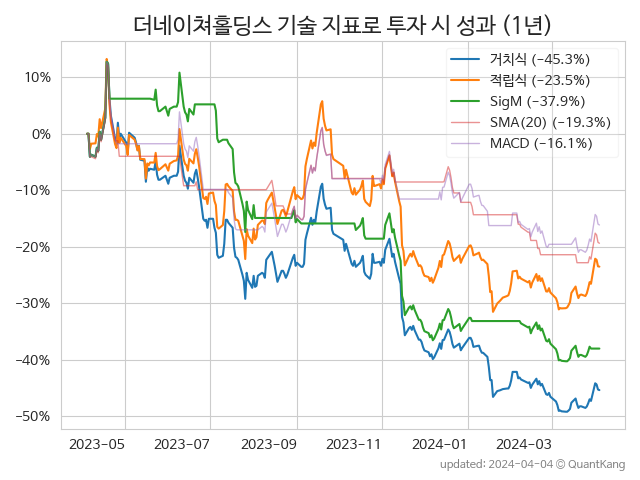 더네이쳐홀딩스 기술 지표로 투자 시 성과 (1년)
거치식 (−45.3%)
적립식 (−23.5%)
SigM (−37.9%)
SMA(20) (−19.3%)
MACD (−16.1%)
10%
0%
−10%
−20%
−30%
−40%
−50%
2023-05
2023-07
2023-09
2023-11
2024-01
2024-03
updated: 2024-04-04 © QuantKang